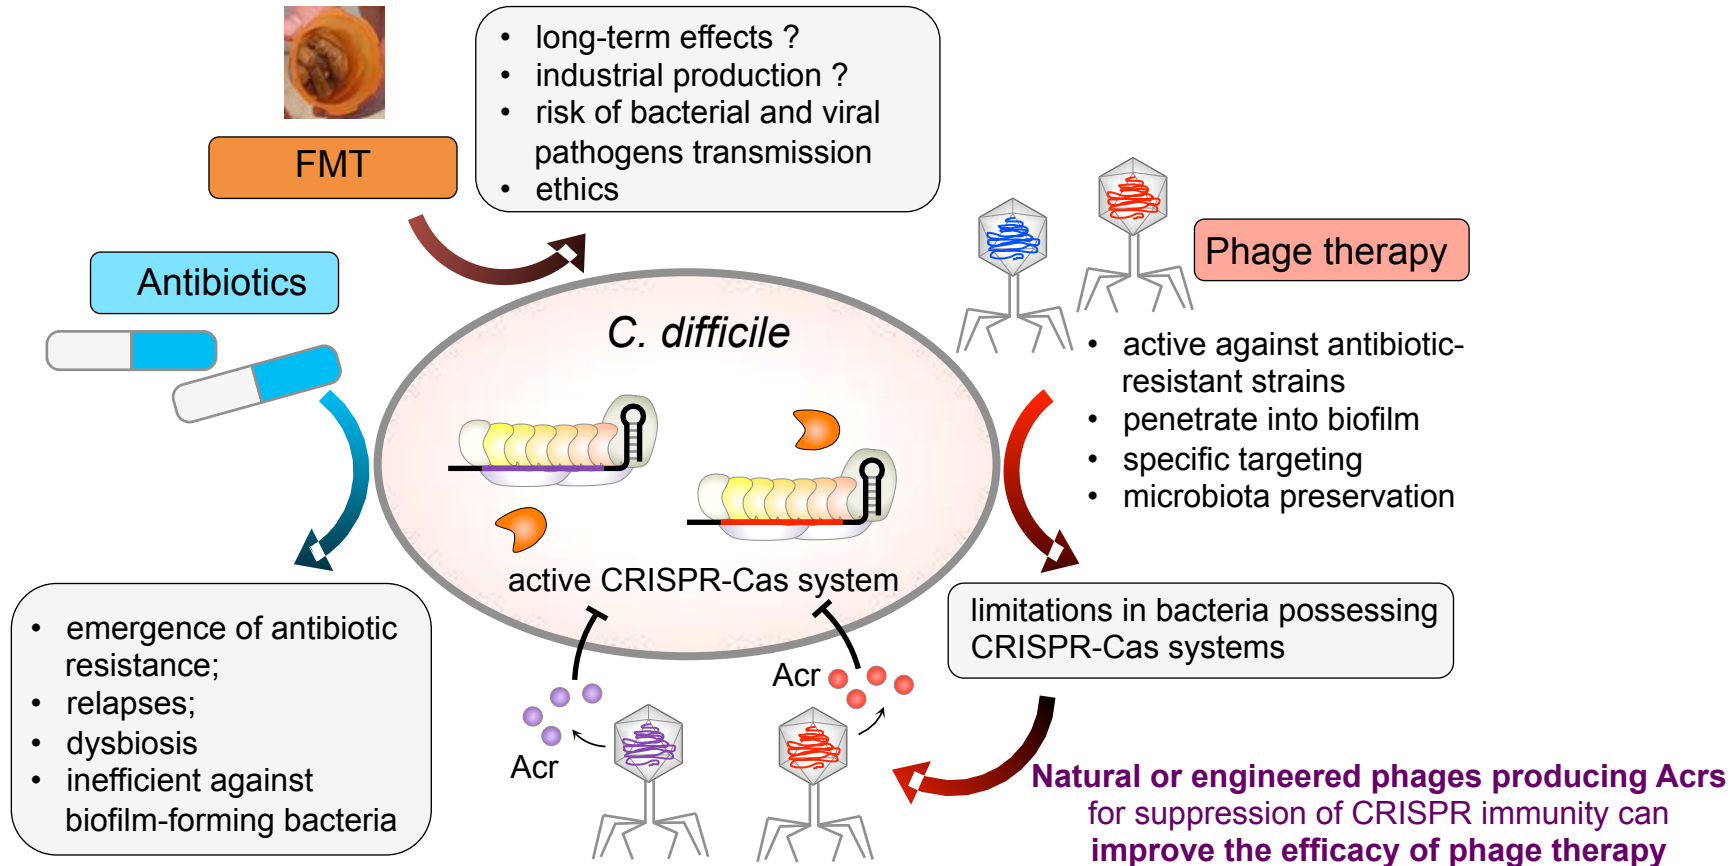 • long-term effects ?
• industrial production ?
• risk of bacterial and viral
pathogens transmission
• ethics
FMT
Antibiotics
Phage therapy
C. difficile
• active against antibiotic-
resistant strains
• penetrate into biofilm
• specific targeting
• microbiota preservation
active CRISPR-Cas system
• emergence of antibiotic
resistance;
• relapses;
• dysbiosis
• inefficient against
biofilm-forming bacteria
limitations in bacteria possessing
CRISPR-Cas systems
Acr
Acr
Natural or engineered phages producing Acrs
for suppression of CRISPR immunity can
improve the efficacy of phage therapy